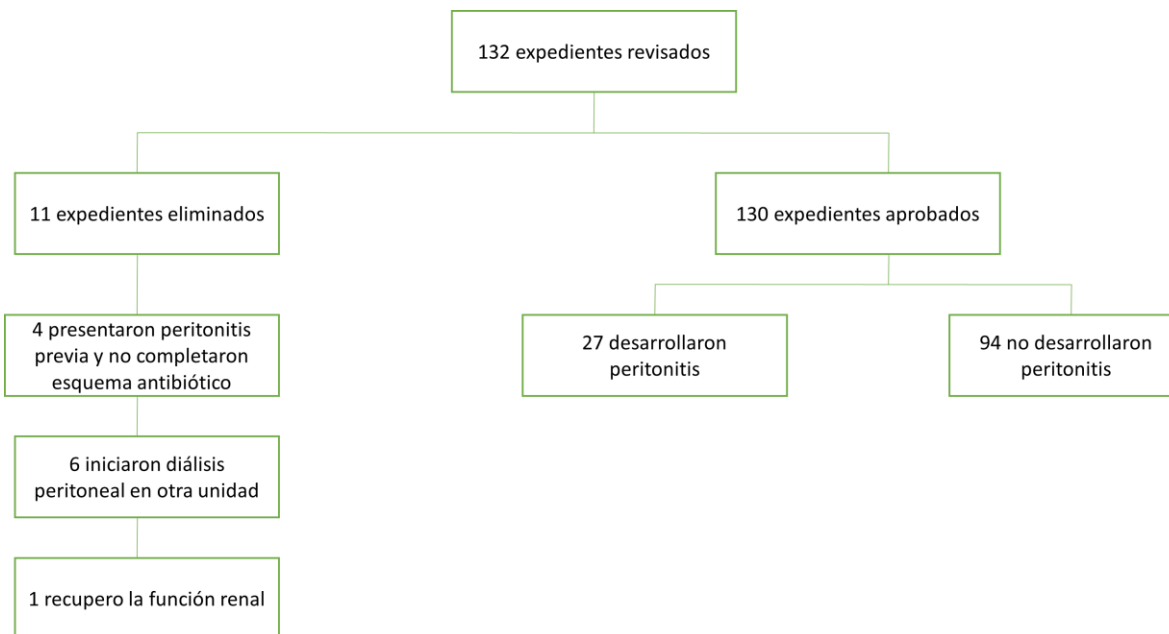 132 expedientes revisados
11 expedientes eliminados
130 expedientes aprobados
4 presentaron peritonitis
previa y no completaron
esquema antibiótico
27 desarrollaron
peritonitis
94 no desarrollaron
peritonitis
6 iniciaron diálisis
peritoneal en otra unidad
1 recupero la función renal